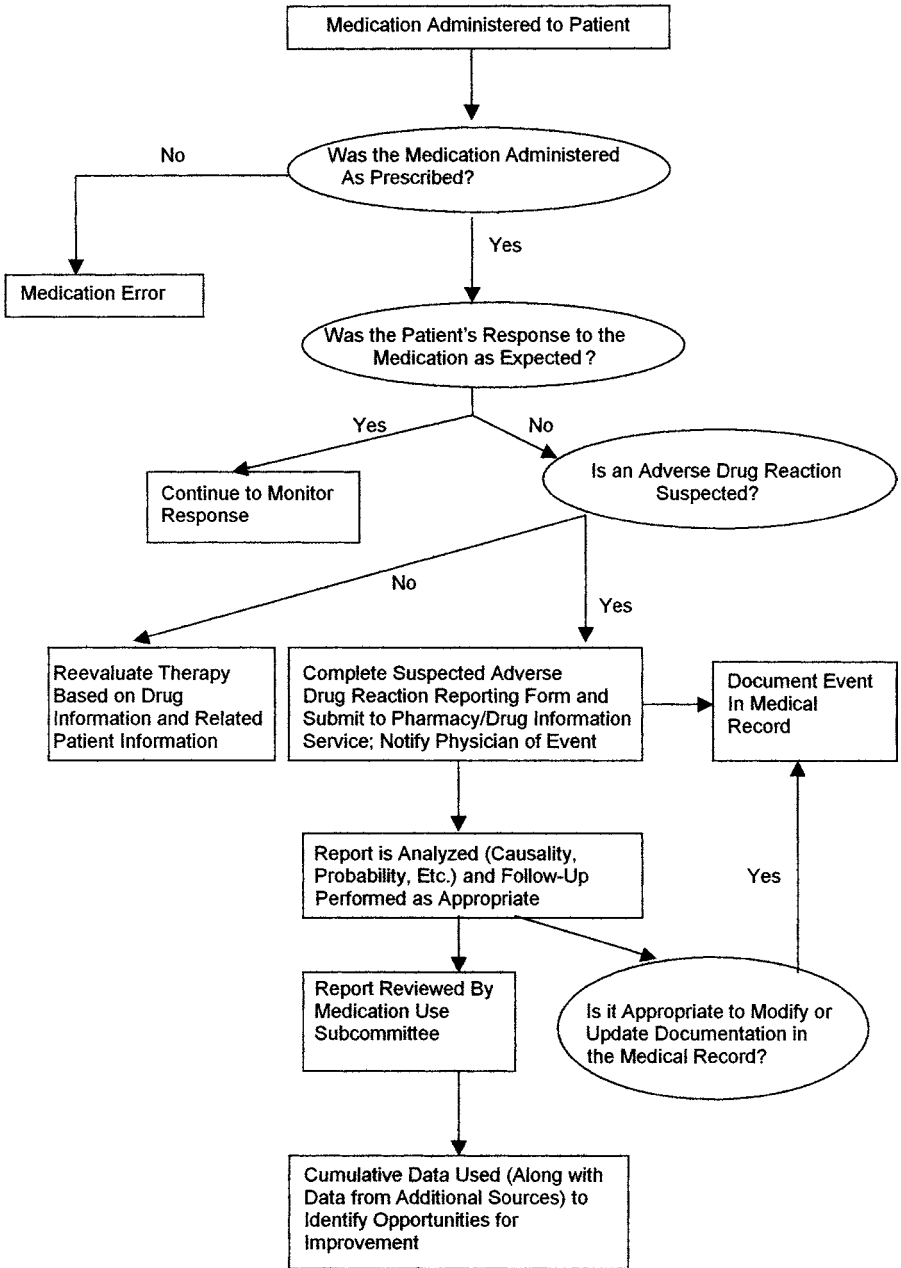 Medication Administered to Patient
No
Was the Medication Administered
As Prescribed?
Yes
Medication Error
Was the Patient's Response to the
Medication as Expected?
Yes
No
Is an Adverse Drug Reaction
Suspected?
Continue to Monitor
Response
No
Yes
Reevaluate Therapy
Based on Drug
Information and Related
Patient Information
Complete Suspected Adverse
Drug Reaction Reporting Form and
Submit to Pharmacy/Drug Information
Service; Notify Physician of Event
Document Event
In Medical
Record
Report is Analyzed (Causality,
Probability, Etc.) and Follow-Up
Performed as Appropriate
Yes
Report Reviewed By
Medication Use
Subcommittee
Is it Appropriate to Modify or
Update Documentation in
the Medical Record?
Cumulative Data Used (Along with
Data from Additional Sources) to
Identify Opportunities for
Improvement